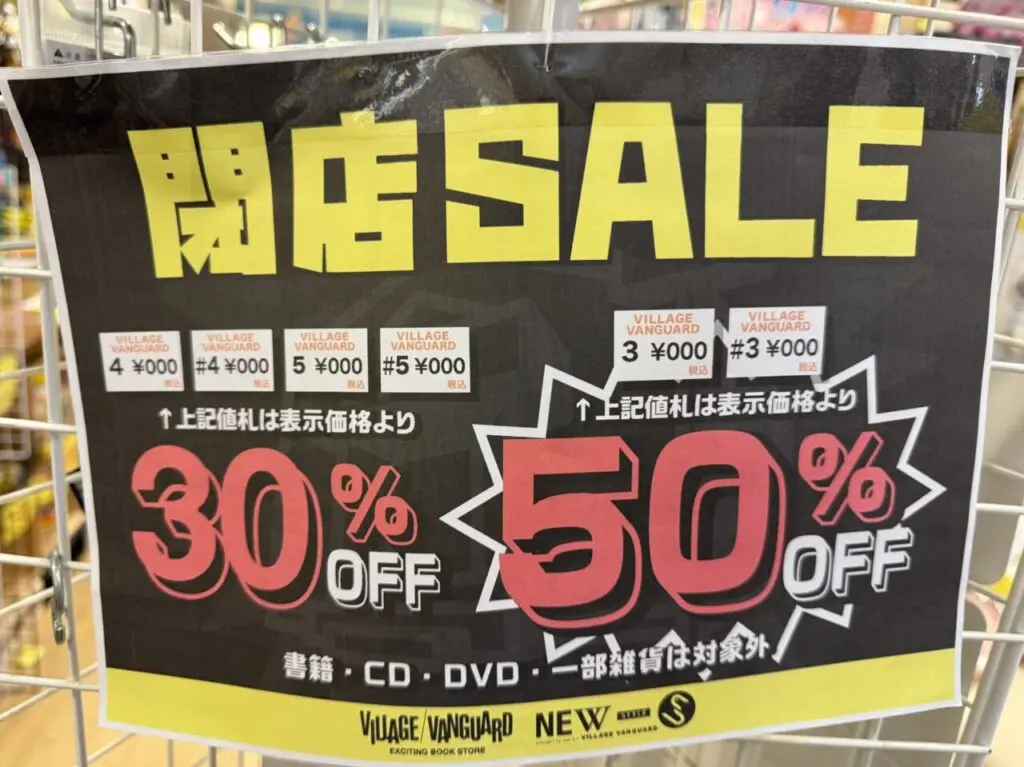 閉店SALE
VILLAGE VANGUARD
4 ¥000
税込
VILLAGE VANGUARD
#4 ¥000
税込
VILLAGE VANGUARD
5 ¥000
税込
VILLAGE VANGUARD
#5 ¥000
税込
↑上記値札は表示価格より
30%OFF
VILLAGE VANGUARD
3 ¥000
税込
VILLAGE VANGUARD
#3 ¥000
税込
↑上記値札は表示価格より
50%OFF
書籍・CD・DVD・一部雑貨は対象外
VILLAGE/VANGUARD
EXCITING BOOK STORE
NEW STYLE
VILLAGE VANGUARD